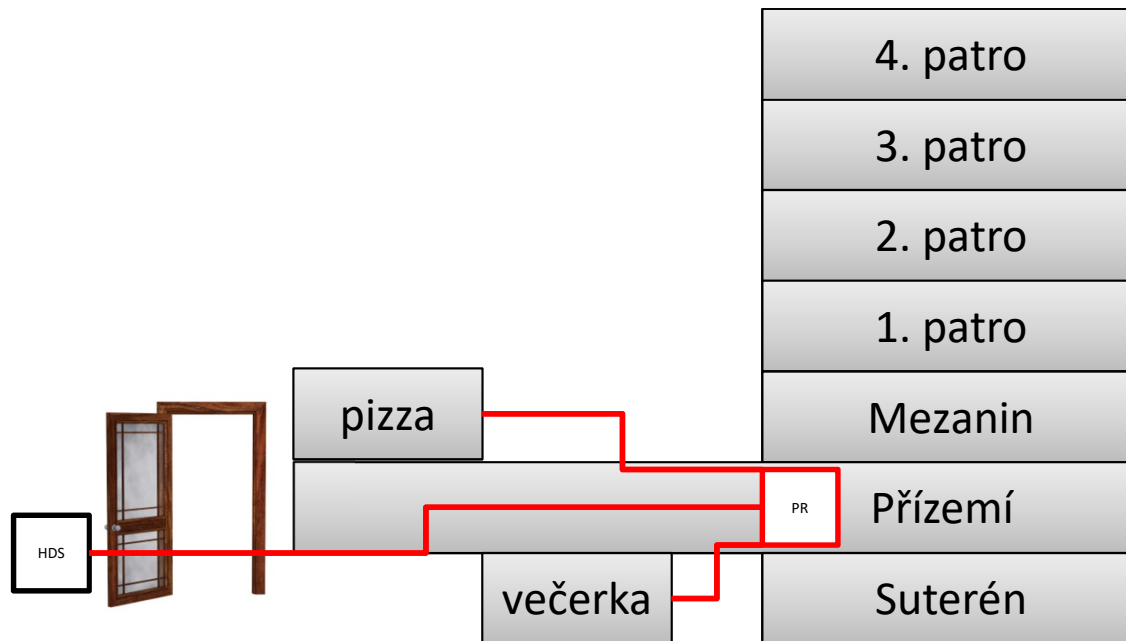 4. patro
3. patro
2. patro
1. patro
pizza
Mezanin
PR
Přízemí
HDS
večerka
Suterén